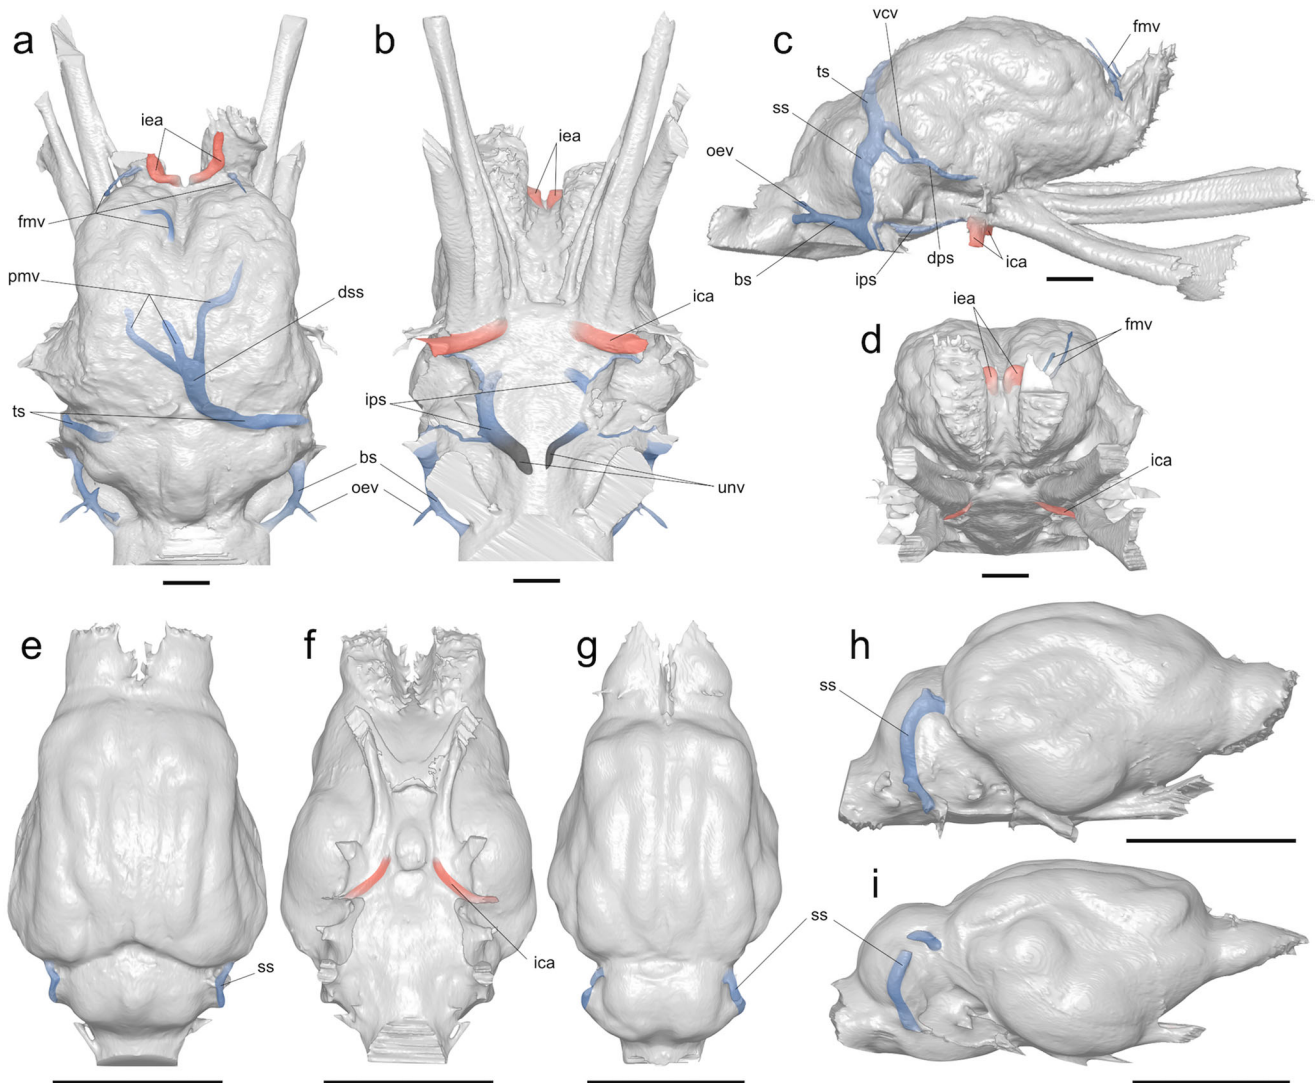 a
iea
fmv
pmv
dss
ts
bs
oev
b
iea
ica
ips
unv
c
vcv
fmv
ts
ss
oev
bs
ips
dps
ica
d
iea
fmv
ica
e
ss
f
ica
g
ss
h
ss
i